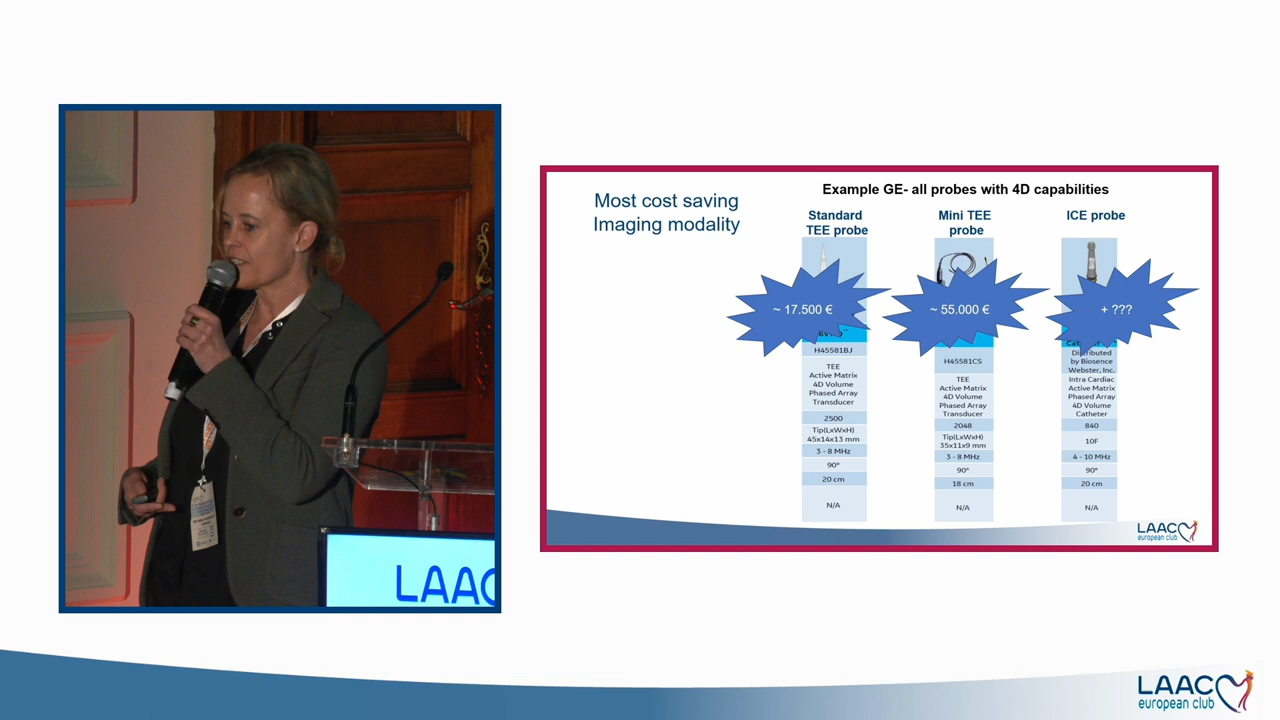 LAAC
Most cost saving
Imaging modality
Example GE- all probes with 4D capabilities
Standard
TEE probe
~ 17.500 €
H45581BJ
TEE
Active Matrix
4D Volume
Phased Array
Transducer
2500
Tip(LxWxH)
45x14x13 mm
3 - 8 MHz
90°
20 cm
N/A
Mini TEE
probe
~ 55.000 €
H45581CS
TEE
Active Matrix
4D Volume
Phased Array
Transducer
2048
Tip(LxWxH)
35x11x9 mm
3 - 8 MHz
90°
18 cm
N/A
ICE probe
+ ???
Distributed
by Biosence
Webster, Inc.
Intra Cardiac
Active Matrix
Phased Array
4D Volume
Catheter
840
10F
4 - 10 MHz
90°
20 cm
LAAC
european club
N/A
LAAC
european club